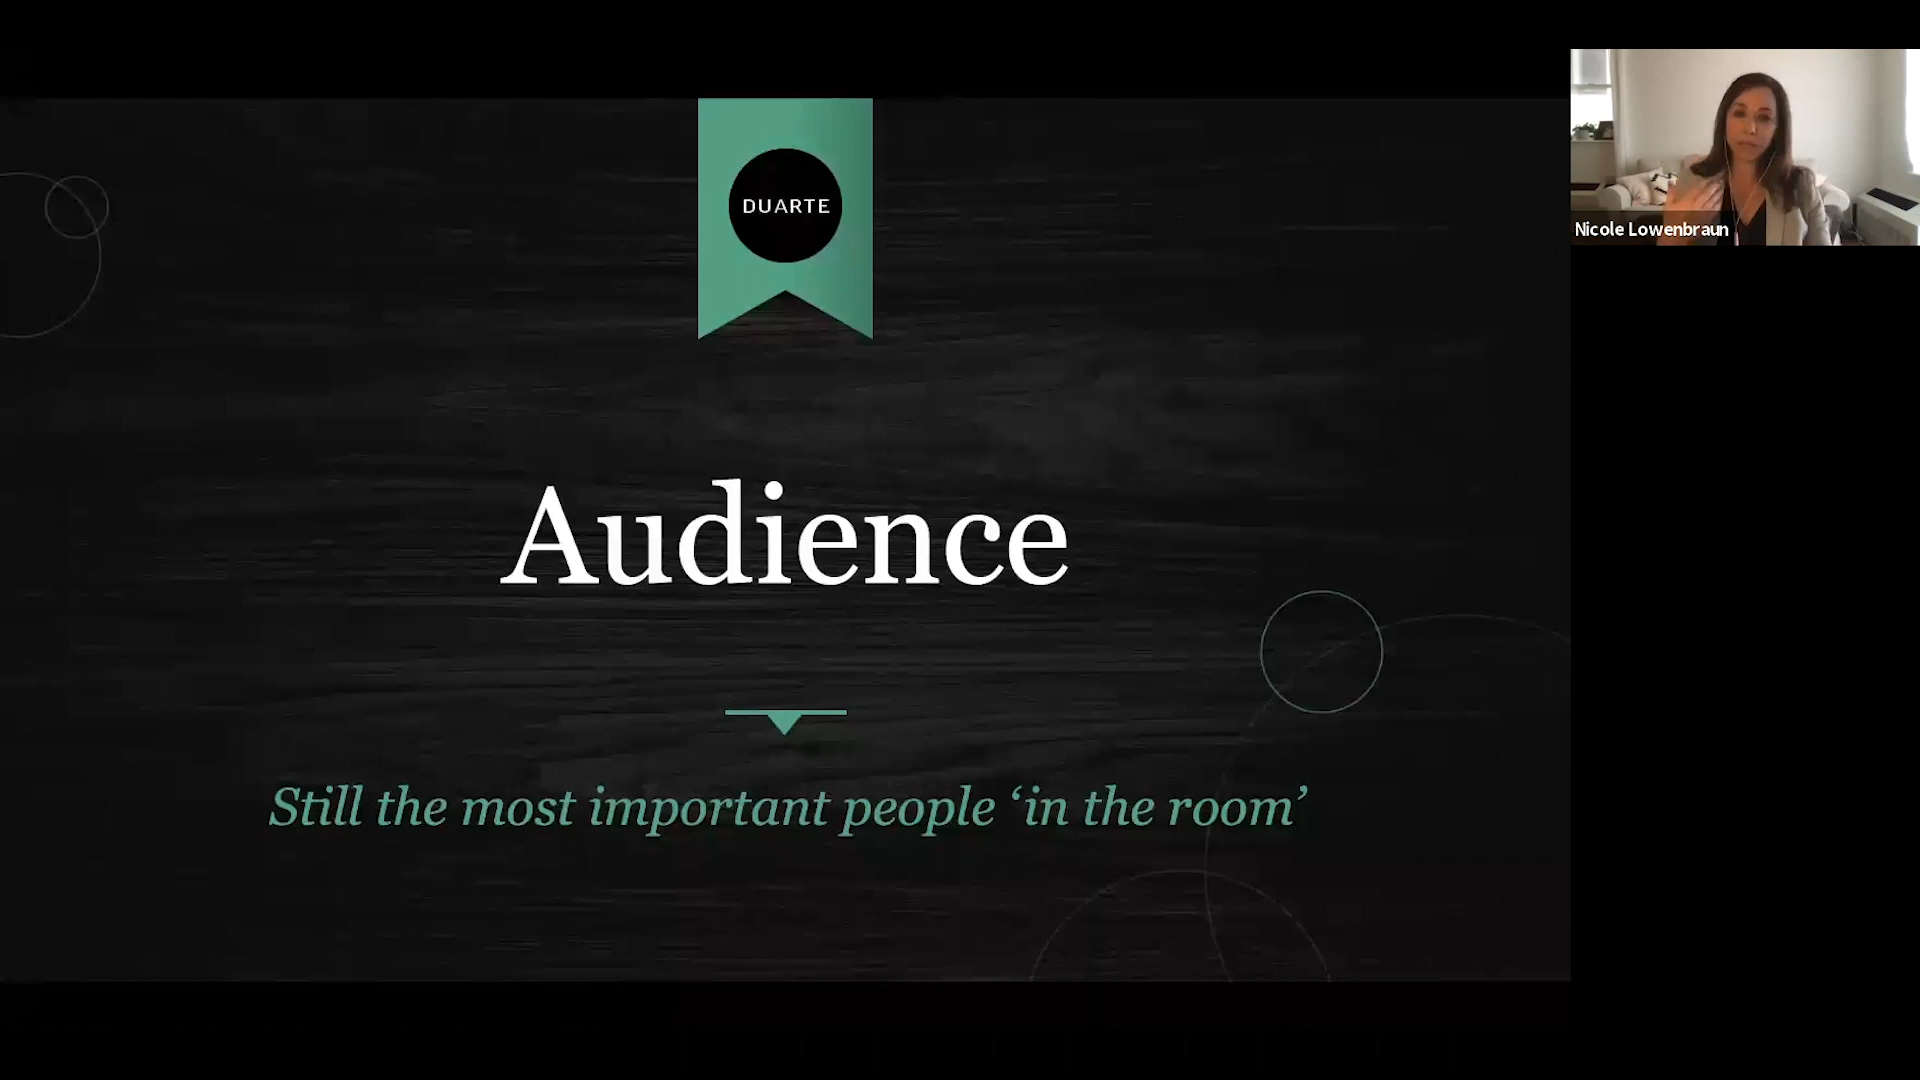 DUARTE
Nicole Lowenbraun
Audience
Still the most important people ‘in the room’